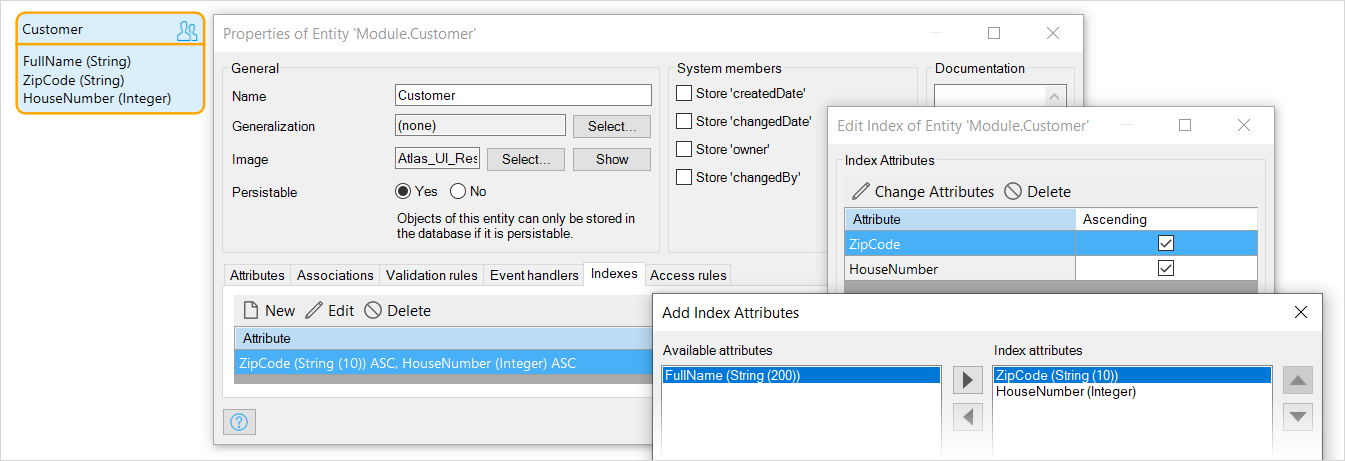 Customer
FullName (String)
ZipCode (String)
HouseNumber (Integer)
Properties of Entity 'Module.Customer'
General
Name
Customer
Generalization
(none)
Select...
Image
Atlas_UI_Res
Select...
Show
Persistable
Yes
No
Objects of this entity can only be stored in
the database if it is persistable.
System members
Store 'createdDate'
Store 'changedDate'
Store 'owner'
Store 'changedBy'
Documentation
Attributes
Associations
Validation rules
Event handlers
Indexes
Access rules
New
Edit
Delete
Attribute
ZipCode (String (10)) ASC, HouseNumber (Integer) ASC
?
Edit Index of Entity 'Module.Customer'
Index Attributes
Change Attributes
Delete
Attribute
Ascending
ZipCode
HouseNumber
Add Index Attributes
Available attributes
FullName (String (200))
Index attributes
ZipCode (String (10))
HouseNumber (Integer)